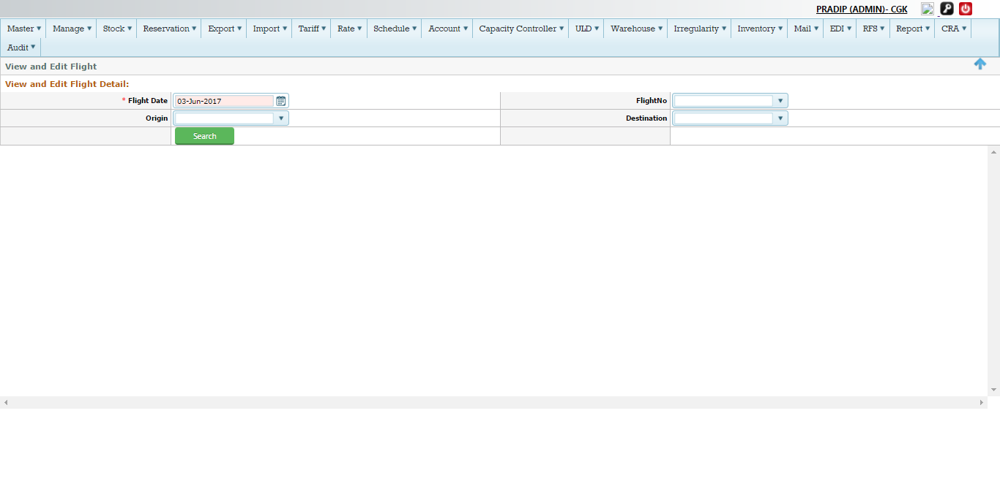 PRADIP (ADMIN)- CGK
Master Manage Stock Reservation Export Import Tariff Rate Schedule Account Capacity Controller ULD Warehouse Irregularity Inventory Mail EDI RFS Report CRA
Audit
View and Edit Flight
View and Edit Flight Detail:
* Flight Date 03-Jun-2017 FlightNo
Origin Destination
Search